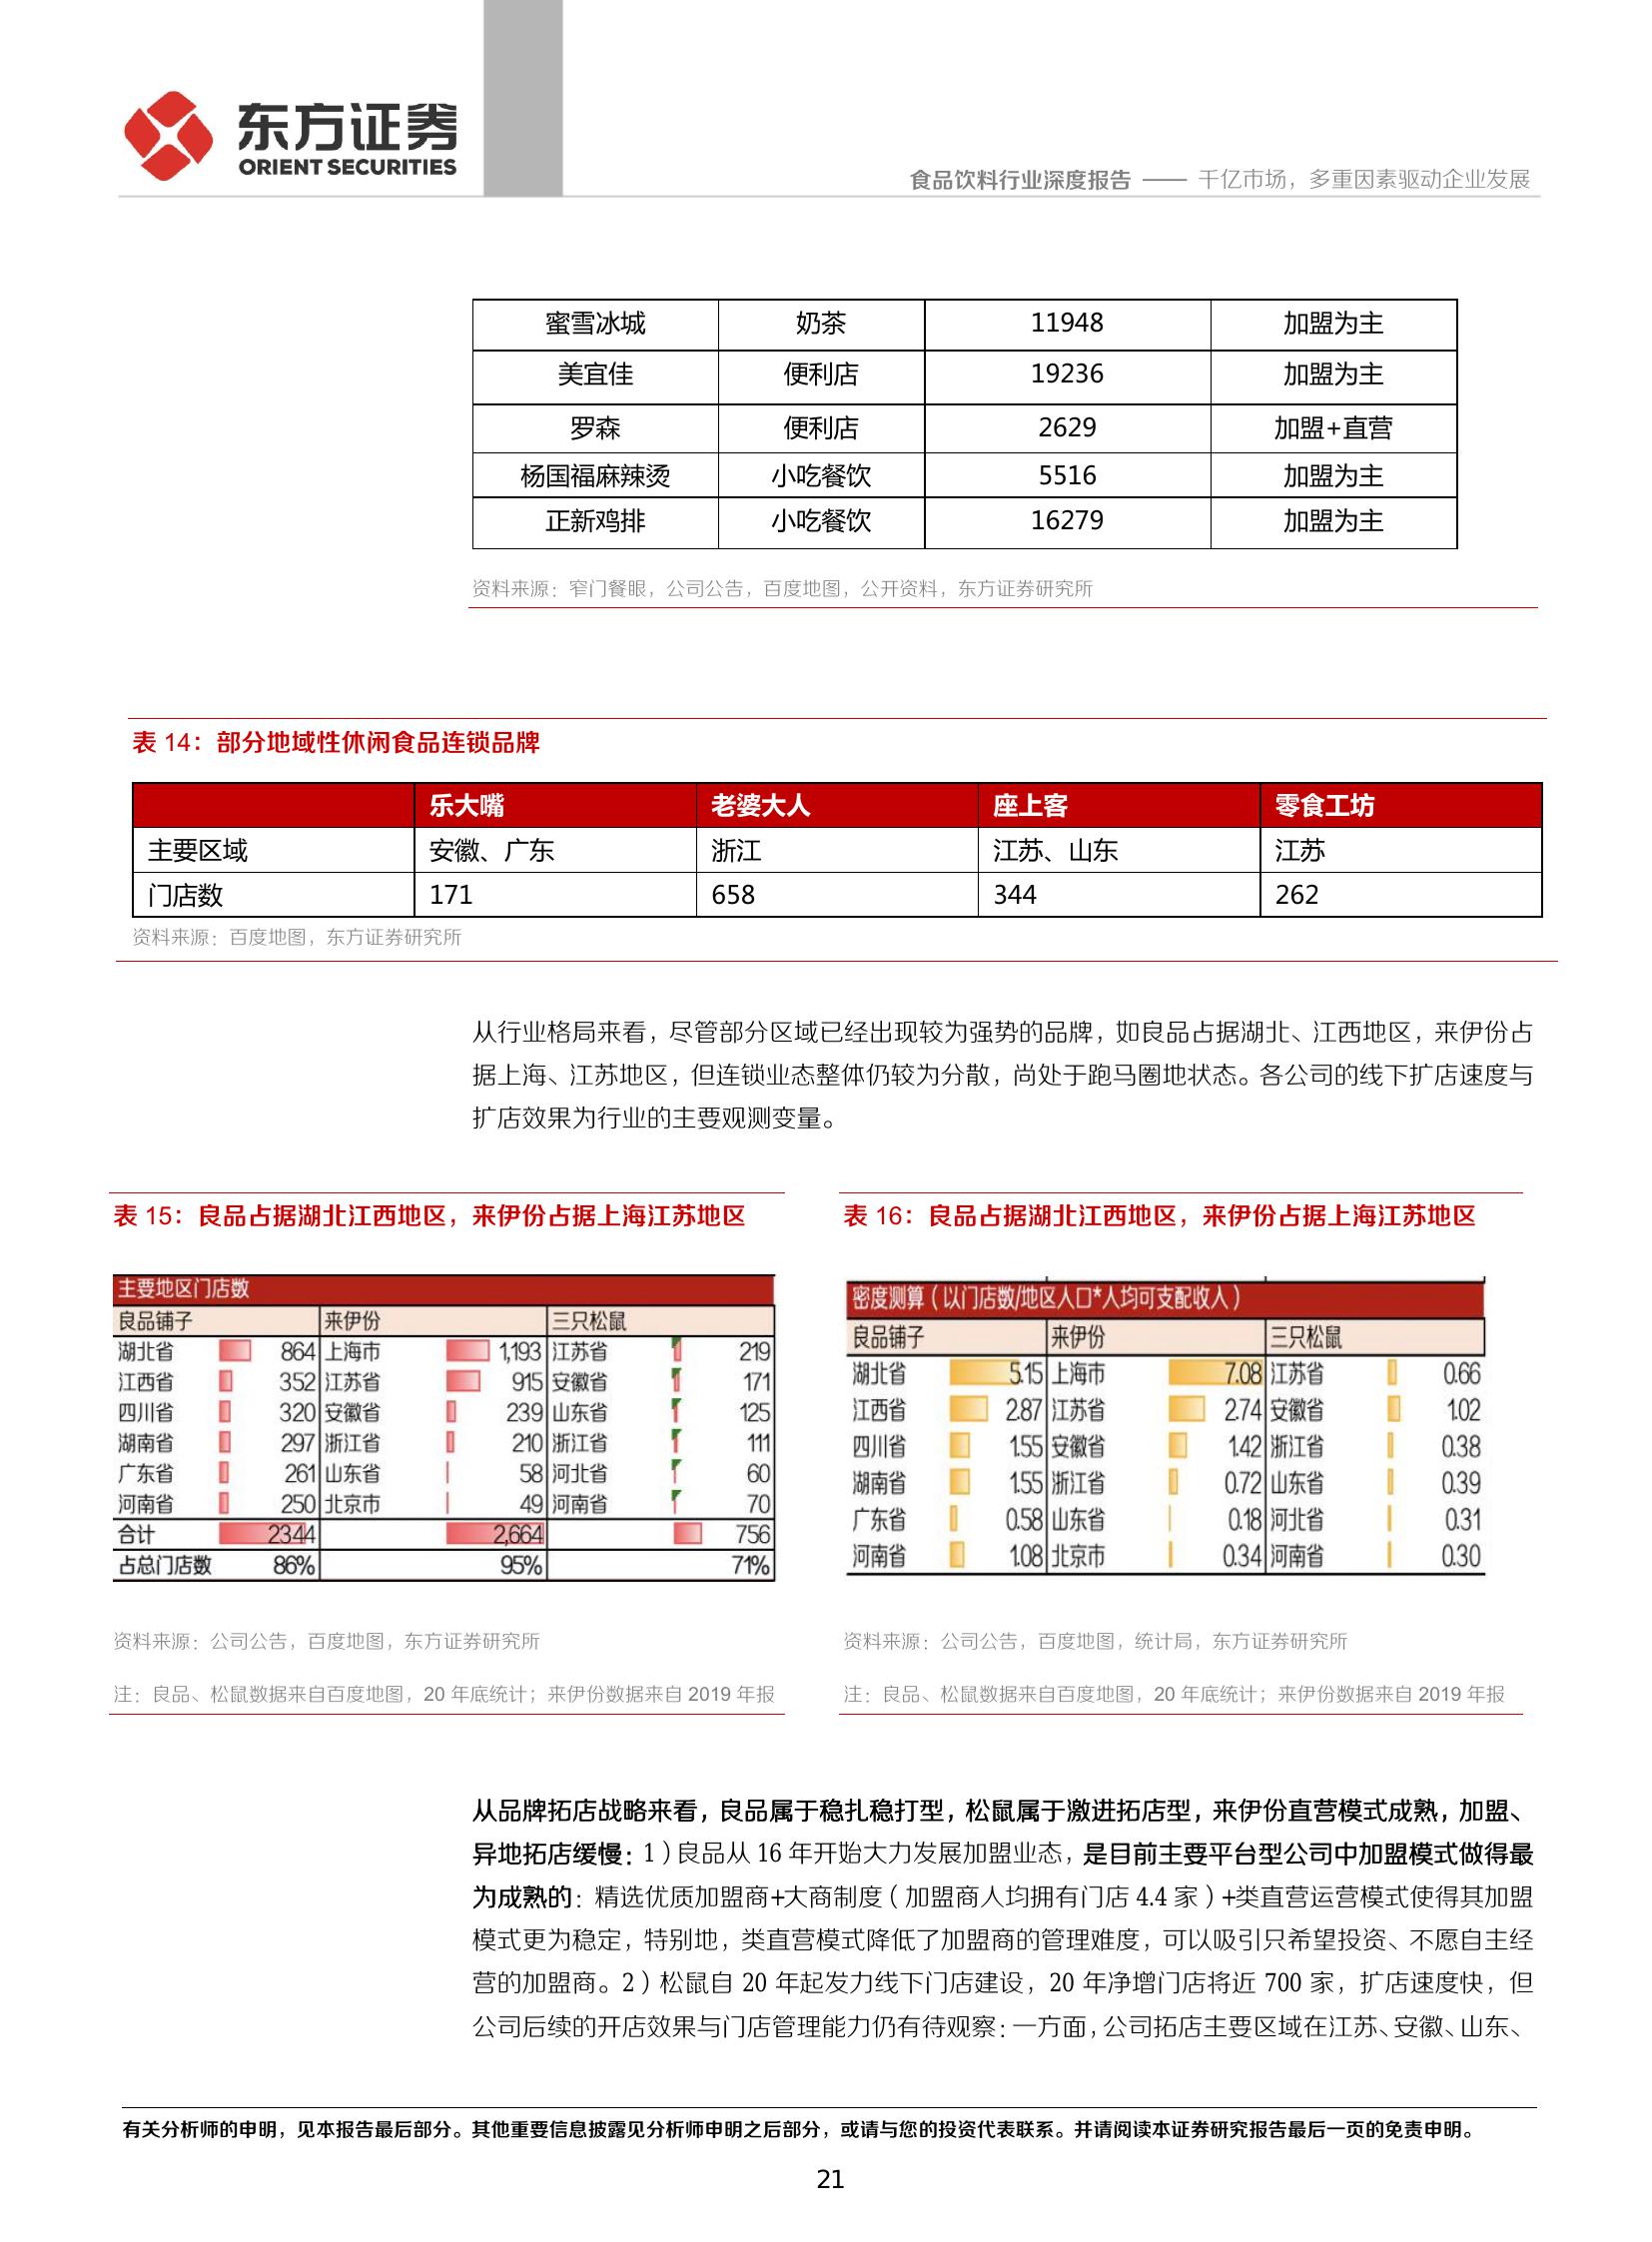 东方证券
ORIENT SECURITIES
食品饮料行业深度报告 —— 千亿市场，多重因素驱动企业发展
蜜雪冰城 奶茶 11948 加盟为主
美宜佳 便利店 19236 加盟为主
罗森 便利店 2629 加盟+直营
杨国福麻辣烫 小吃餐饮 5516 加盟为主
正新鸡排 小吃餐饮 16279 加盟为主
资料来源：窄门餐眼，公司公告，百度地图，公开资料，东方证券研究所
表 14：部分地域性休闲食品连锁品牌
乐大嘴 老婆大人 座上客 零食工坊
主要区域 安徽、广东 浙江 江苏、山东 江苏
门店数 171 658 344 262
资料来源：百度地图，东方证券研究所
从行业格局来看，尽管部分区域已经出现较为强势的品牌，如良品占据湖北、江西地区，来伊份占
据上海、江苏地区，但连锁业态整体仍较为分散，尚处于跑马圈地状态。各公司的线下扩店速度与
扩店效果为行业的主要观测变量。
表 15：良品占据湖北江西地区，来伊份占据上海江苏地区
主要地区门店数
良品铺子 来伊份 三只松鼠
湖北省 864 上海市 1,193 江苏省 219
江西省 352 江苏省 915 安徽省 171
四川省 320 安徽省 239 山东省 125
湖南省 297 浙江省 210 浙江省 111
广东省 261 山东省 58 河北省 60
河南省 250 北京市 49 河南省 70
合计 2344 2,664 756
占总门店数 86% 95% 71%
资料来源：公司公告，百度地图，东方证券研究所
注：良品、松鼠数据来自百度地图，20 年底统计；来伊份数据来自 2019 年报
表 16：良品占据湖北江西地区，来伊份占据上海江苏地区
密度测算（以门店数/地区人口*人均可支配收入）
良品铺子 来伊份 三只松鼠
湖北省 5.15 上海市 7.08 江苏省 0.66
江西省 2.87 江苏省 2.74 安徽省 1.02
四川省 1.55 安徽省 1.42 浙江省 0.38
湖南省 1.55 浙江省 0.72 山东省 0.39
广东省 0.58 山东省 0.18 河北省 0.31
河南省 1.08 北京市 0.34 河南省 0.30
资料来源：公司公告，百度地图，统计局，东方证券研究所
注：良品、松鼠数据来自百度地图，20 年底统计；来伊份数据来自 2019 年报
从品牌拓店战略来看，良品属于稳扎稳打型，松鼠属于激进拓店型，来伊份直营模式成熟，加盟、
异地拓店缓慢：1）良品从 16 年开始大力发展加盟业态，是目前主要平台型公司中加盟模式做得最
为成熟的：精选优质加盟商+大商制度（加盟商人均拥有门店 4.4 家）+类直营运营模式使得其加盟
模式更为稳定，特别地，类直营模式降低了加盟商的管理难度，可以吸引只希望投资、不愿自主经
营的加盟商。2）松鼠自 20 年起发力线下门店建设，20 年净增门店将近 700 家，扩店速度快，但
公司后续的开店效果与门店管理能力仍有待观察：一方面，公司拓店主要区域在江苏、安徽、山东、
有关分析师的申明，见本报告最后部分。其他重要信息披露见分析师申明之后部分，或请与您的投资代表联系。并请阅读本证券研究报告最后一页的免责申明。
21